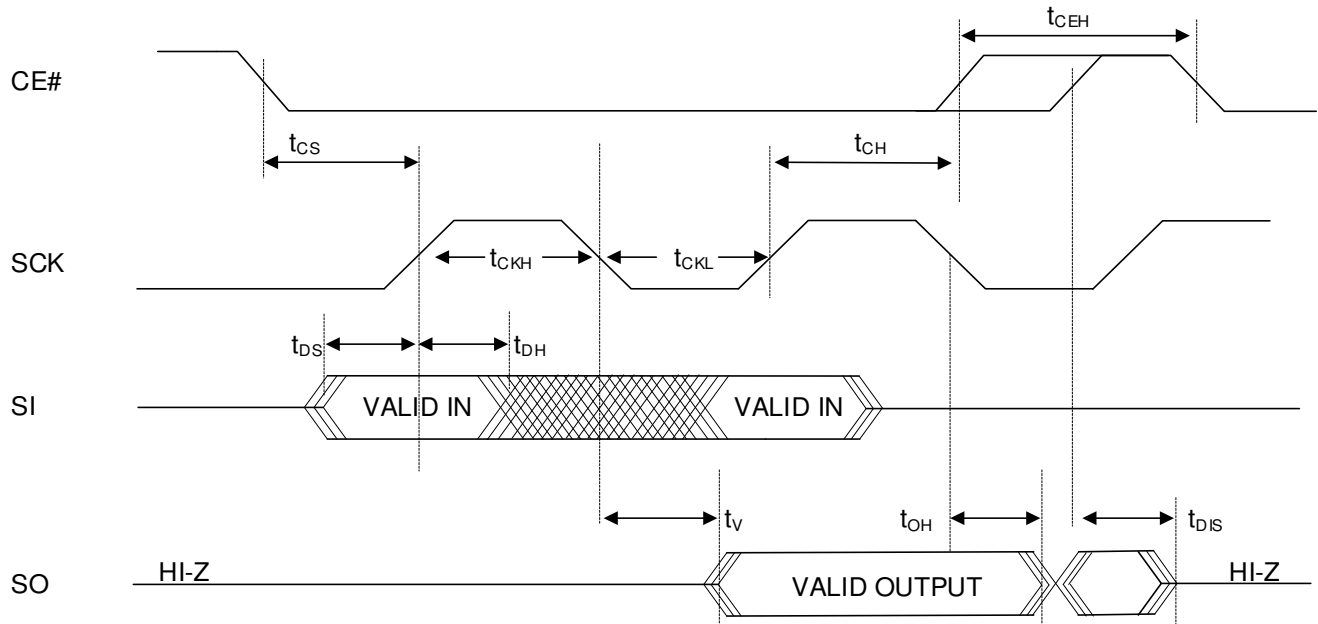 tCEH
CE#
tCS
tCH
SCK
tCKH
tCKL
tDS
tDH
SI
VALID IN
VALID IN
tV
tOH
tDIS
SO
HI-Z
VALID OUTPUT
HI-Z